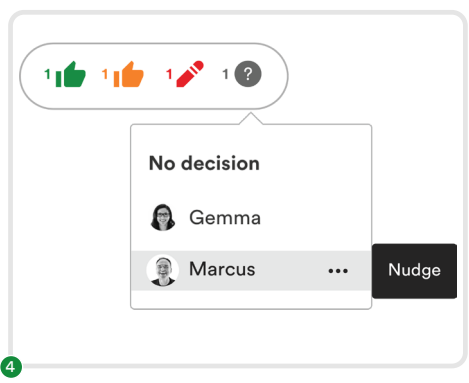 1 1 1 1 ?
No decision
Gemma
Marcus ••• Nudge
4